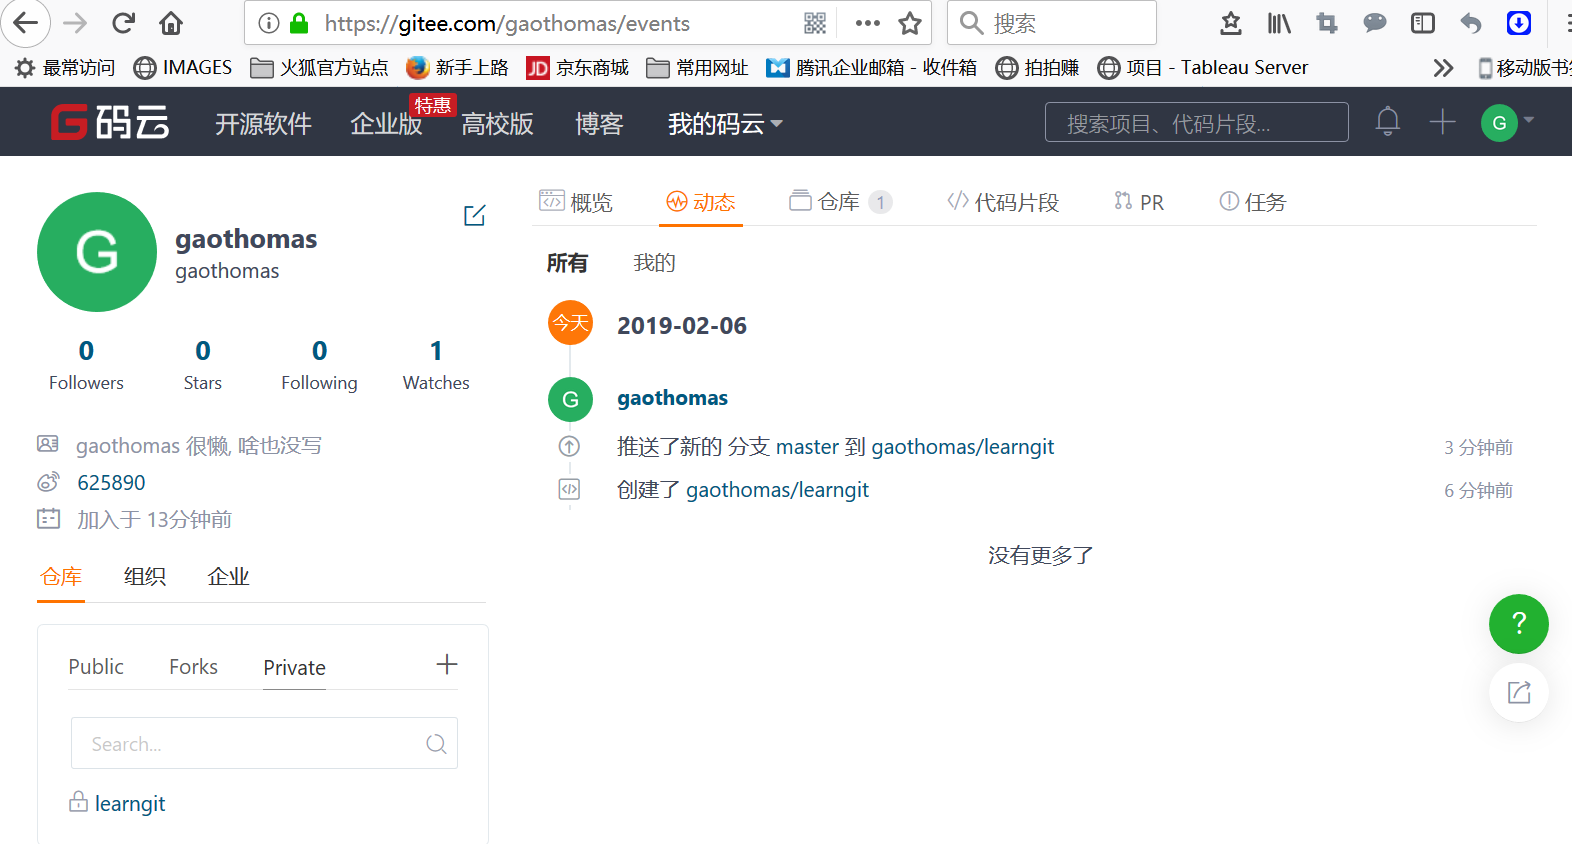 https://gitee.com/gaothomas/events
搜索
最常访问 IMAGES 火狐官方站点 新手上路 JD 京东商城 常用网址 腾讯企业邮箱 - 收件箱 拍拍赚 项目 - Tableau Server
G 码云 开源软件 企业版 特惠 高校版 博客 我的码云 搜索项目、代码片段... G
G
gaothomas
gaothomas
0 0 0 1
Followers Stars Following Watches
gaothomas 很懒, 啥也没写
625890
加入于 13分钟前
仓库 组织 企业
Public Forks Private
Search...
learngit
概览 动态 仓库 1 代码片段 PR 任务
所有 我的
今天 2019-02-06
G gaothomas
推送了新的 分支 master 到 gaothomas/learngit 3 分钟前
创建了 gaothomas/learngit 6 分钟前
没有更多了
?